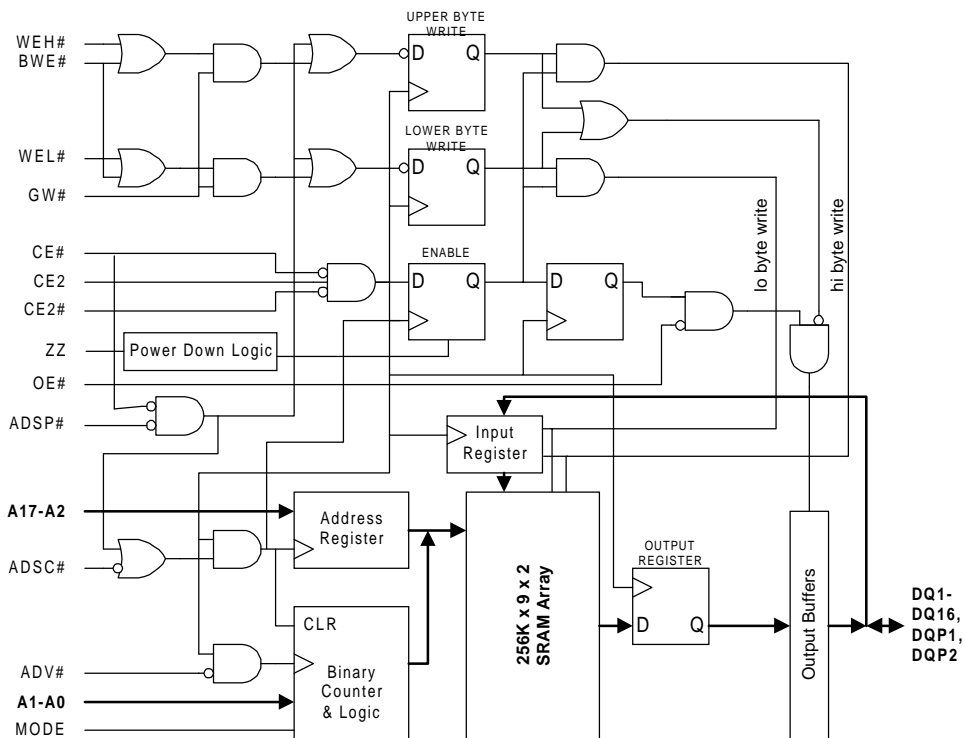 UPPER BYTE
WRITE
WEH#
BWE#
D Q
LOWER BYTE
WRITE
WEL#
D Q
GW#
CE#
ENABLE
CE2
D Q
D Q
CE2#
lo byte write
hi byte write
ZZ
Power Down Logic
OE#
ADSP#
Input
Register
A17-A2
Address
Register
ADSC#
OUTPUT
REGISTER
256K x 9 x 2
SRAM Array
D Q
Output Buffers
DQ1-
DQ16,
DQP1,
DQP2
CLR
ADV#
Binary
Counter
& Logic
A1-A0
MODE